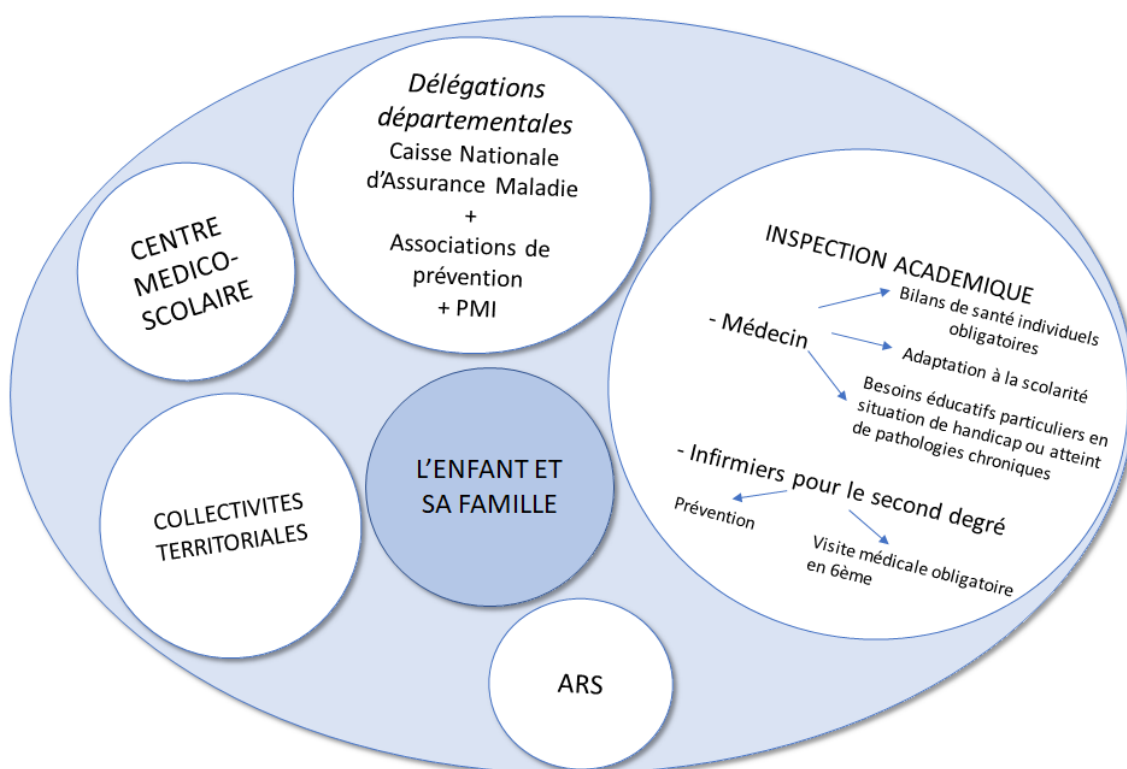 Délégations
départementales
Caisse Nationale
d'Assurance Maladie
+
Associations de
prévention
+ PMI
CENTRE
MEDICO-
SCOLAIRE
INSPECTION ACADEMIQUE
- Médecin
Bilans de santé individuels
obligatoires
Adaptation à la scolarité
Besoins éducatifs particuliers en
situation de handicap ou atteint
de pathologies chroniques
- Infirmiers pour le second degré
Prévention
Visite médicale obligatoire
en 6ème
L'ENFANT ET
SA FAMILLE
COLLECTIVITES
TERRITORIALES
ARS